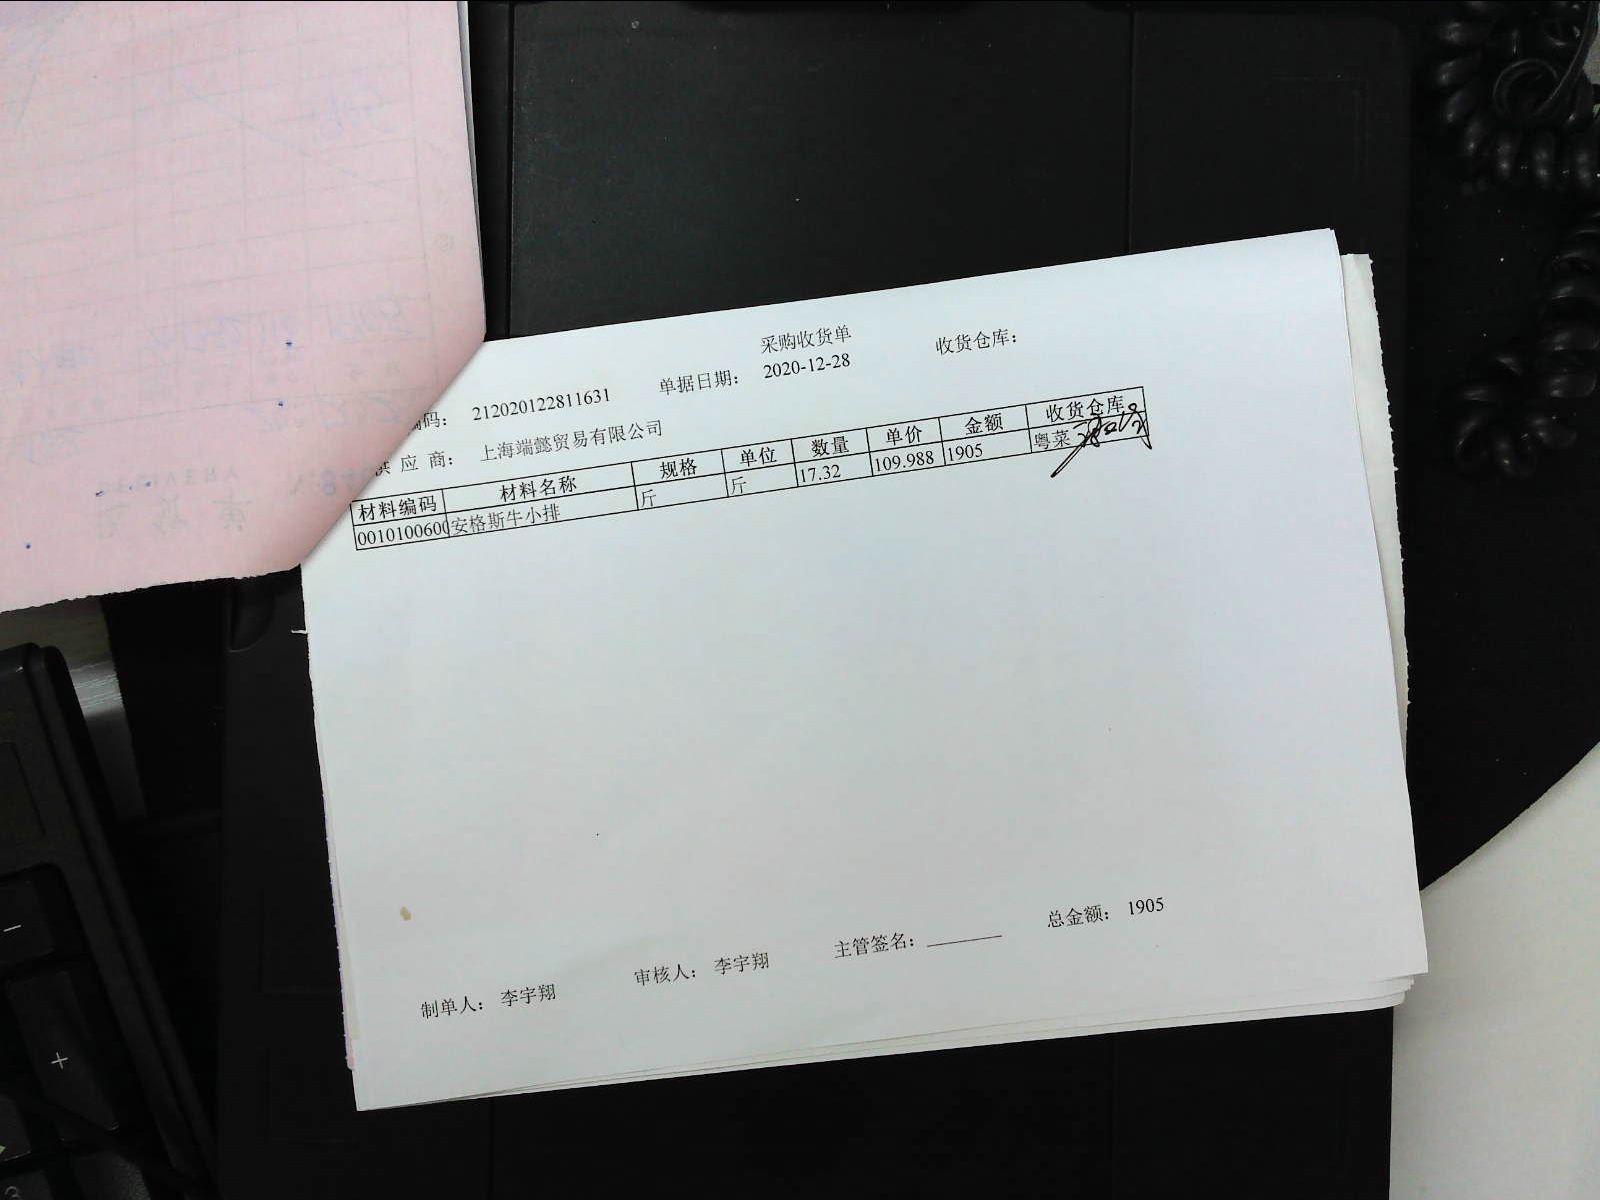 采购收货单
编码： 212020122811631 单据日期： 2020-12-28 收货仓库：
供 应 商： 上海端懿贸易有限公司
材料编码 材料名称 规格 单位 数量 单价 金额 收货仓库
0010100600 安格斯牛小排 斤 斤 17.32 109.988 1905 粤菜
制单人： 李宇翔 审核人： 李宇翔 主管签名： 总金额： 1905
-
+
3